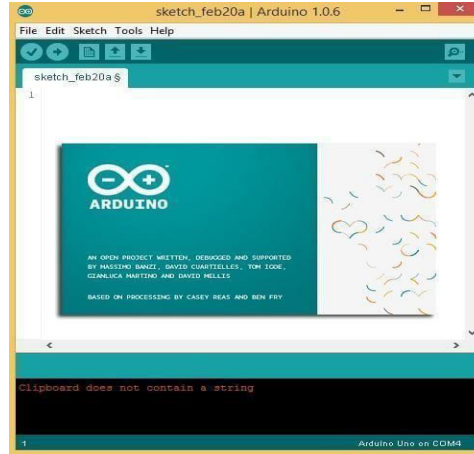 sketch_feb20a | Arduino 1.0.6
File Edit Sketch Tools Help
sketch_feb20a §
1
ARDUINO
AN OPEN PROJECT WRITTEN, DEBUGGED AND SUPPORTED
BY MASSIMO BANZI, DAVID CUARTIELLES, TOM IGOE,
GIANLUCA MARTINO AND DAVID MELLIS
BASED ON PROCESSING BY CASEY REAS AND BEN FRY
Clipboard does not contain a string
1 Arduino Uno on COM4